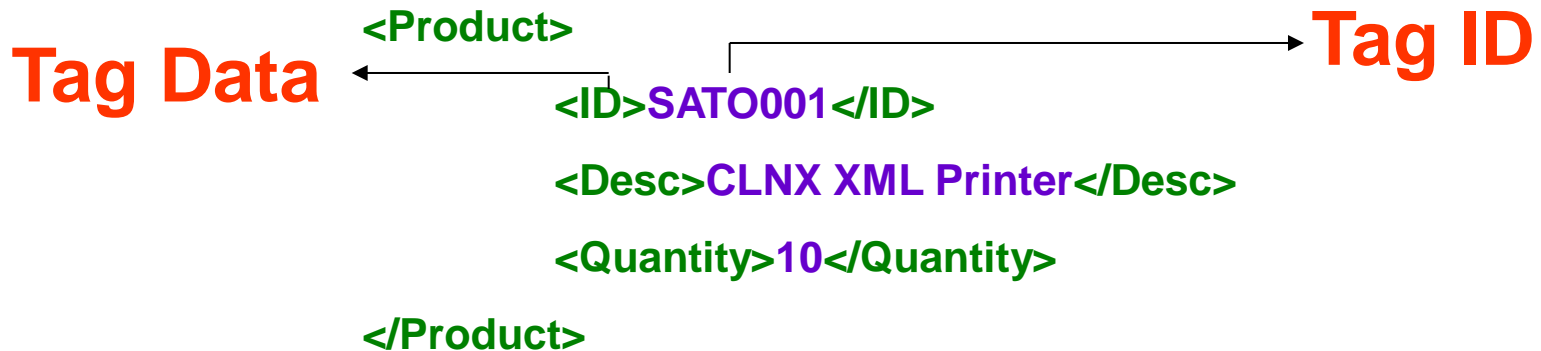 <Product>
Tag Data
Tag ID
<ID>SATO001</ID>
<Desc>CLNX XML Printer</Desc>
<Quantity>10</Quantity>
</Product>